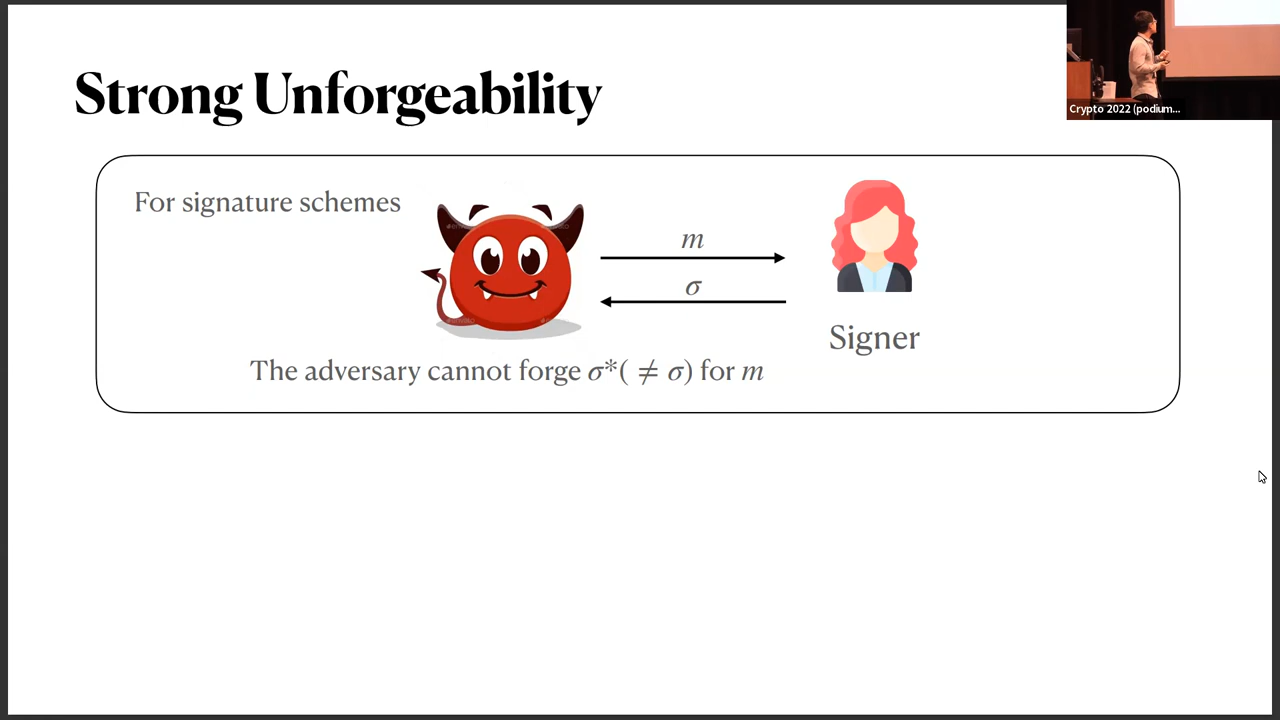 Strong Unforgeability
Crypto 2022 (podium...
For signature schemes
m
σ
Signer
The adversary cannot forge σ*( ≠ σ) for m